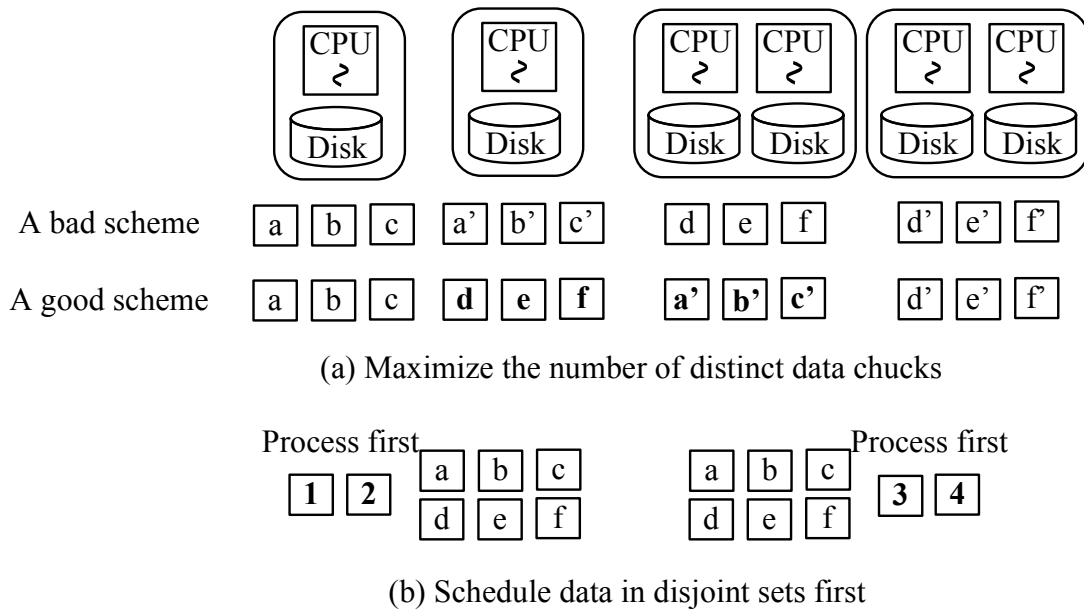 CPU CPU CPU CPU CPU CPU
Disk Disk Disk Disk Disk Disk
A bad scheme a b c a’ b’ c’ d e f d’ e’ f’
A good scheme a b c d e f a’ b’ c’ d’ e’ f’
(a) Maximize the number of distinct data chucks
Process first Process first
a b c a b c
1 2 3 4
d e f d e f
(b) Schedule data in disjoint sets first